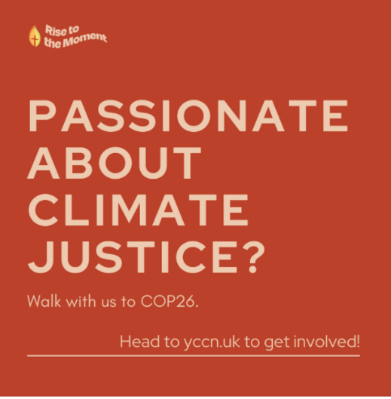 Rise to
the Moment
PASSIONATE
ABOUT
CLIMATE
JUSTICE?
Walk with us to COP26.
Head to yccn.uk to get involved!